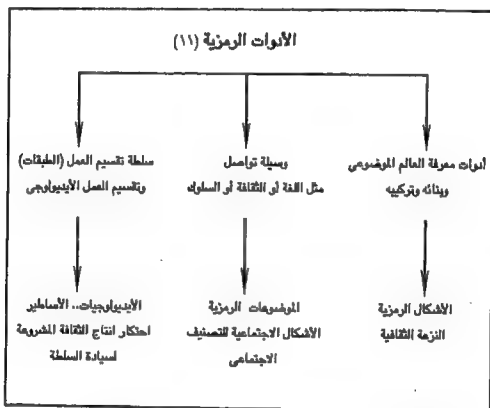 الأدوات الرمزية (١١)
أدوات معرفة العالم الموضوعي
وبنائه وتركيبه
وسيلة تواصل
مثل اللغة أو الثقافة أو السلوك
سلطة تقسيم العمل (الطبقات)
وتقسيم العمل الأيديولوجى
الأشكال الرمزية
النزعة الثقافية
الموضوعات الرمزية
الأشكال الاجتماعية للتصنيف
الاجتماعى
الأيديولوجيات.. الأساطير
احتكار انتاج الثقافة المشروعة
لسيادة السلطة